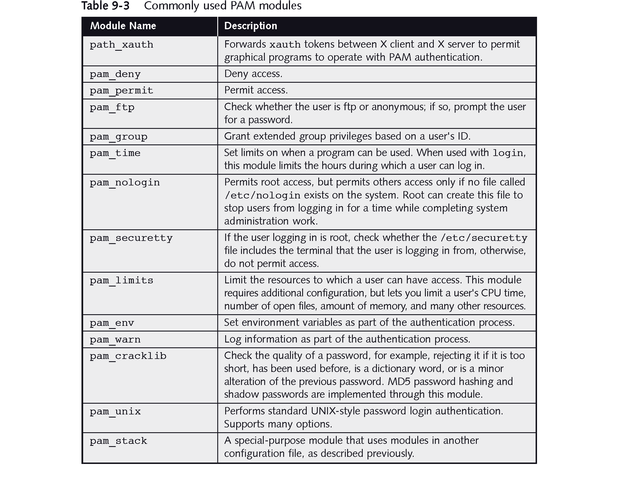 Table 9-3 Commonly used PAM modules
Module Name Description
path_xauth Forwards xauth tokens between X client and X server to permit
graphical programs to operate with PAM authentication.
pam_deny Deny access.
pam_permit Permit access.
pam_ftp Check whether the user is ftp or anonymous; if so, prompt the user
for a password.
pam_group Grant extended group privileges based on a user's ID.
pam_time Set limits on when a program can be used. When used with login,
this module limits the hours during which a user can log in.
pam_nologin Permits root access, but permits others access only if no file called
/etc/nologin exists on the system. Root can create this file to
stop users from logging in for a time while completing system
administration work.
pam_securetty If the user logging in is root, check whether the /etc/securetty
file includes the terminal that the user is logging in from, otherwise,
do not permit access.
pam_limits Limit the resources to which a user can have access. This module
requires additional configuration, but lets you limit a user's CPU time,
number of open files, amount of memory, and many other resources.
pam_env Set environment variables as part of the authentication process.
pam_warn Log information as part of the authentication process.
pam_cracklib Check the quality of a password, for example, rejecting it if it is too
short, has been used before, is a dictionary word, or is a minor
alteration of the previous password. MD5 password hashing and
shadow passwords are implemented through this module.
pam_unix Performs standard UNIX-style password login authentication.
Supports many options.
pam_stack A special-purpose module that uses modules in another
configuration file, as described previously.